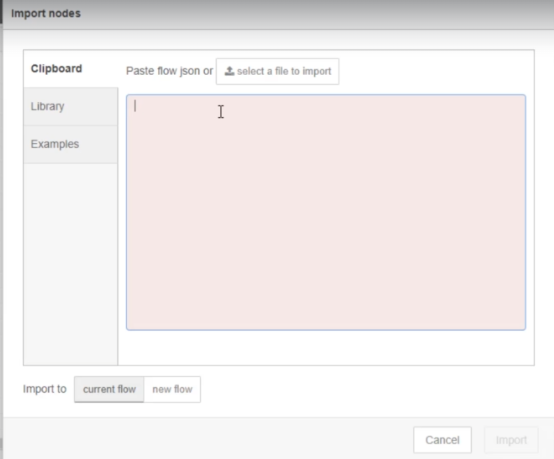 Import nodes
Clipboard
Paste flow json or select a file to import
Library
Examples
Import to current flow new flow
Cancel Import